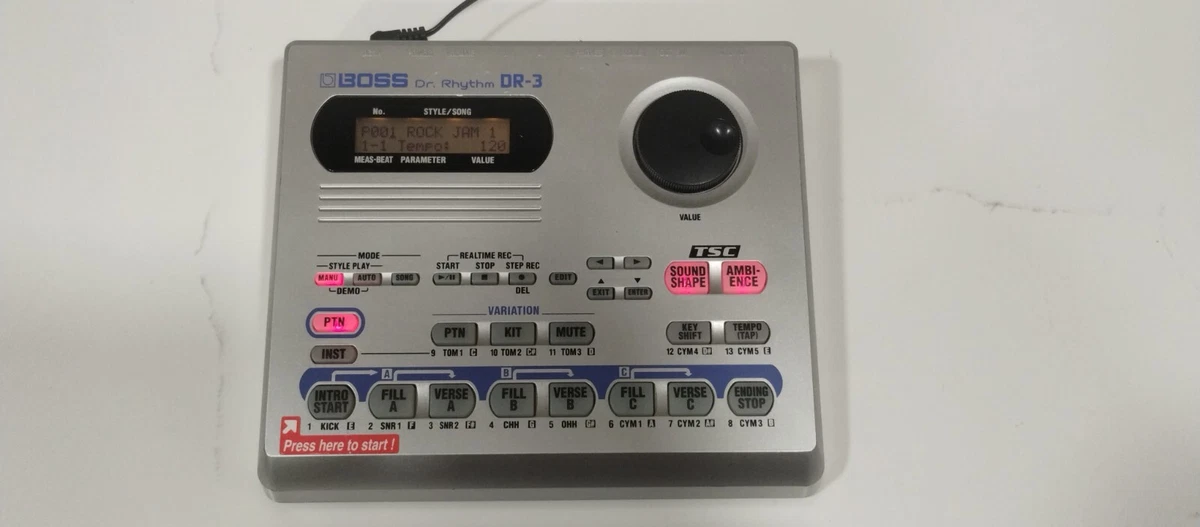 BOSS Dr. Rhythm DR-3
No. STYLE/SONG
P001 ROCK JAM 1
1-1 Tempo: 120
MEAS-BEAT PARAMETER VALUE
VALUE
MODE
STYLE PLAY
MANU AUTO SONG
DEMO
REALTIME REC
START STOP STEP REC
DEL
EDIT
EXIT ENTER
TSC
SOUND SHAPE
AMBI-ENCE
PTN
INST
VARIATION
PTN KIT MUTE
9 TOM1 C 10 TOM2 C# 11 TOM3 D
KEY SHIFT
TEMPO (TAP)
12 CYM4 D# 13 CYM5 E
A B C
INTRO START
FILL A
VERSE A
FILL B
VERSE B
FILL C
VERSE C
ENDING STOP
1 KICK E 2 SNR1 F 3 SNR2 F# 4 CHH G 5 OHH G# 6 CYM1 A 7 CYM2 A# 8 CYM3 B
Press here to start !